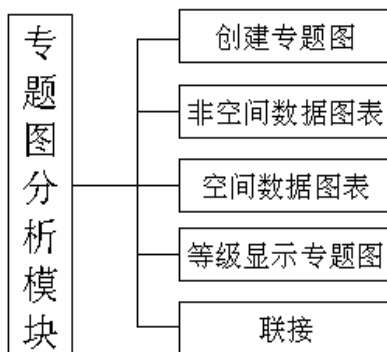 专题图分析模块
创建专题图
非空间数据图表
空间数据图表
等级显示专题图
联接